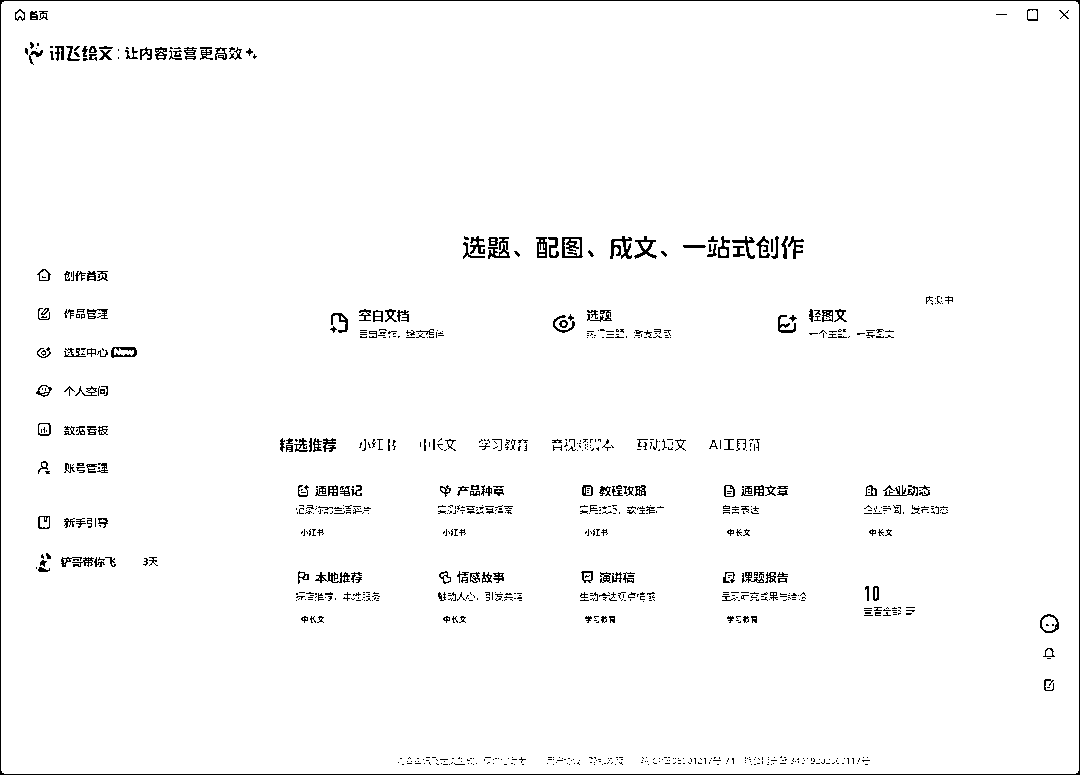 首页
讯飞绘文:让内容运营更高效
选题、配图、成文、一站式创作
创作首页
作品管理
选题中心 New
个人空间
数据看板
账号管理
新手引导
铲哥带你飞 3天
内测中
空白文档
自由写作，绘文相伴
选题
热门主题，激发灵感
轻图文
一个主题，一套图文
精选推荐 小红书 中长文 学习教育 音视频脚本 互动短文 AI工具箱
通用笔记 产品种草 教程攻略 通用文章 企业动态
记录你的生活碎片 实测种草拔草指南 实用技巧，软性推广 自由表达 企业新闻，发布动态
小红书 小红书 小红书 中长文 中长文
本地推荐 情感故事 演讲稿 课题报告 10
探店推荐，本地服务 触动人心，引发共鸣 生动传达观点情感 呈现研究成果与结论 查看全部
中长文 中长文 学习教育 学习教育